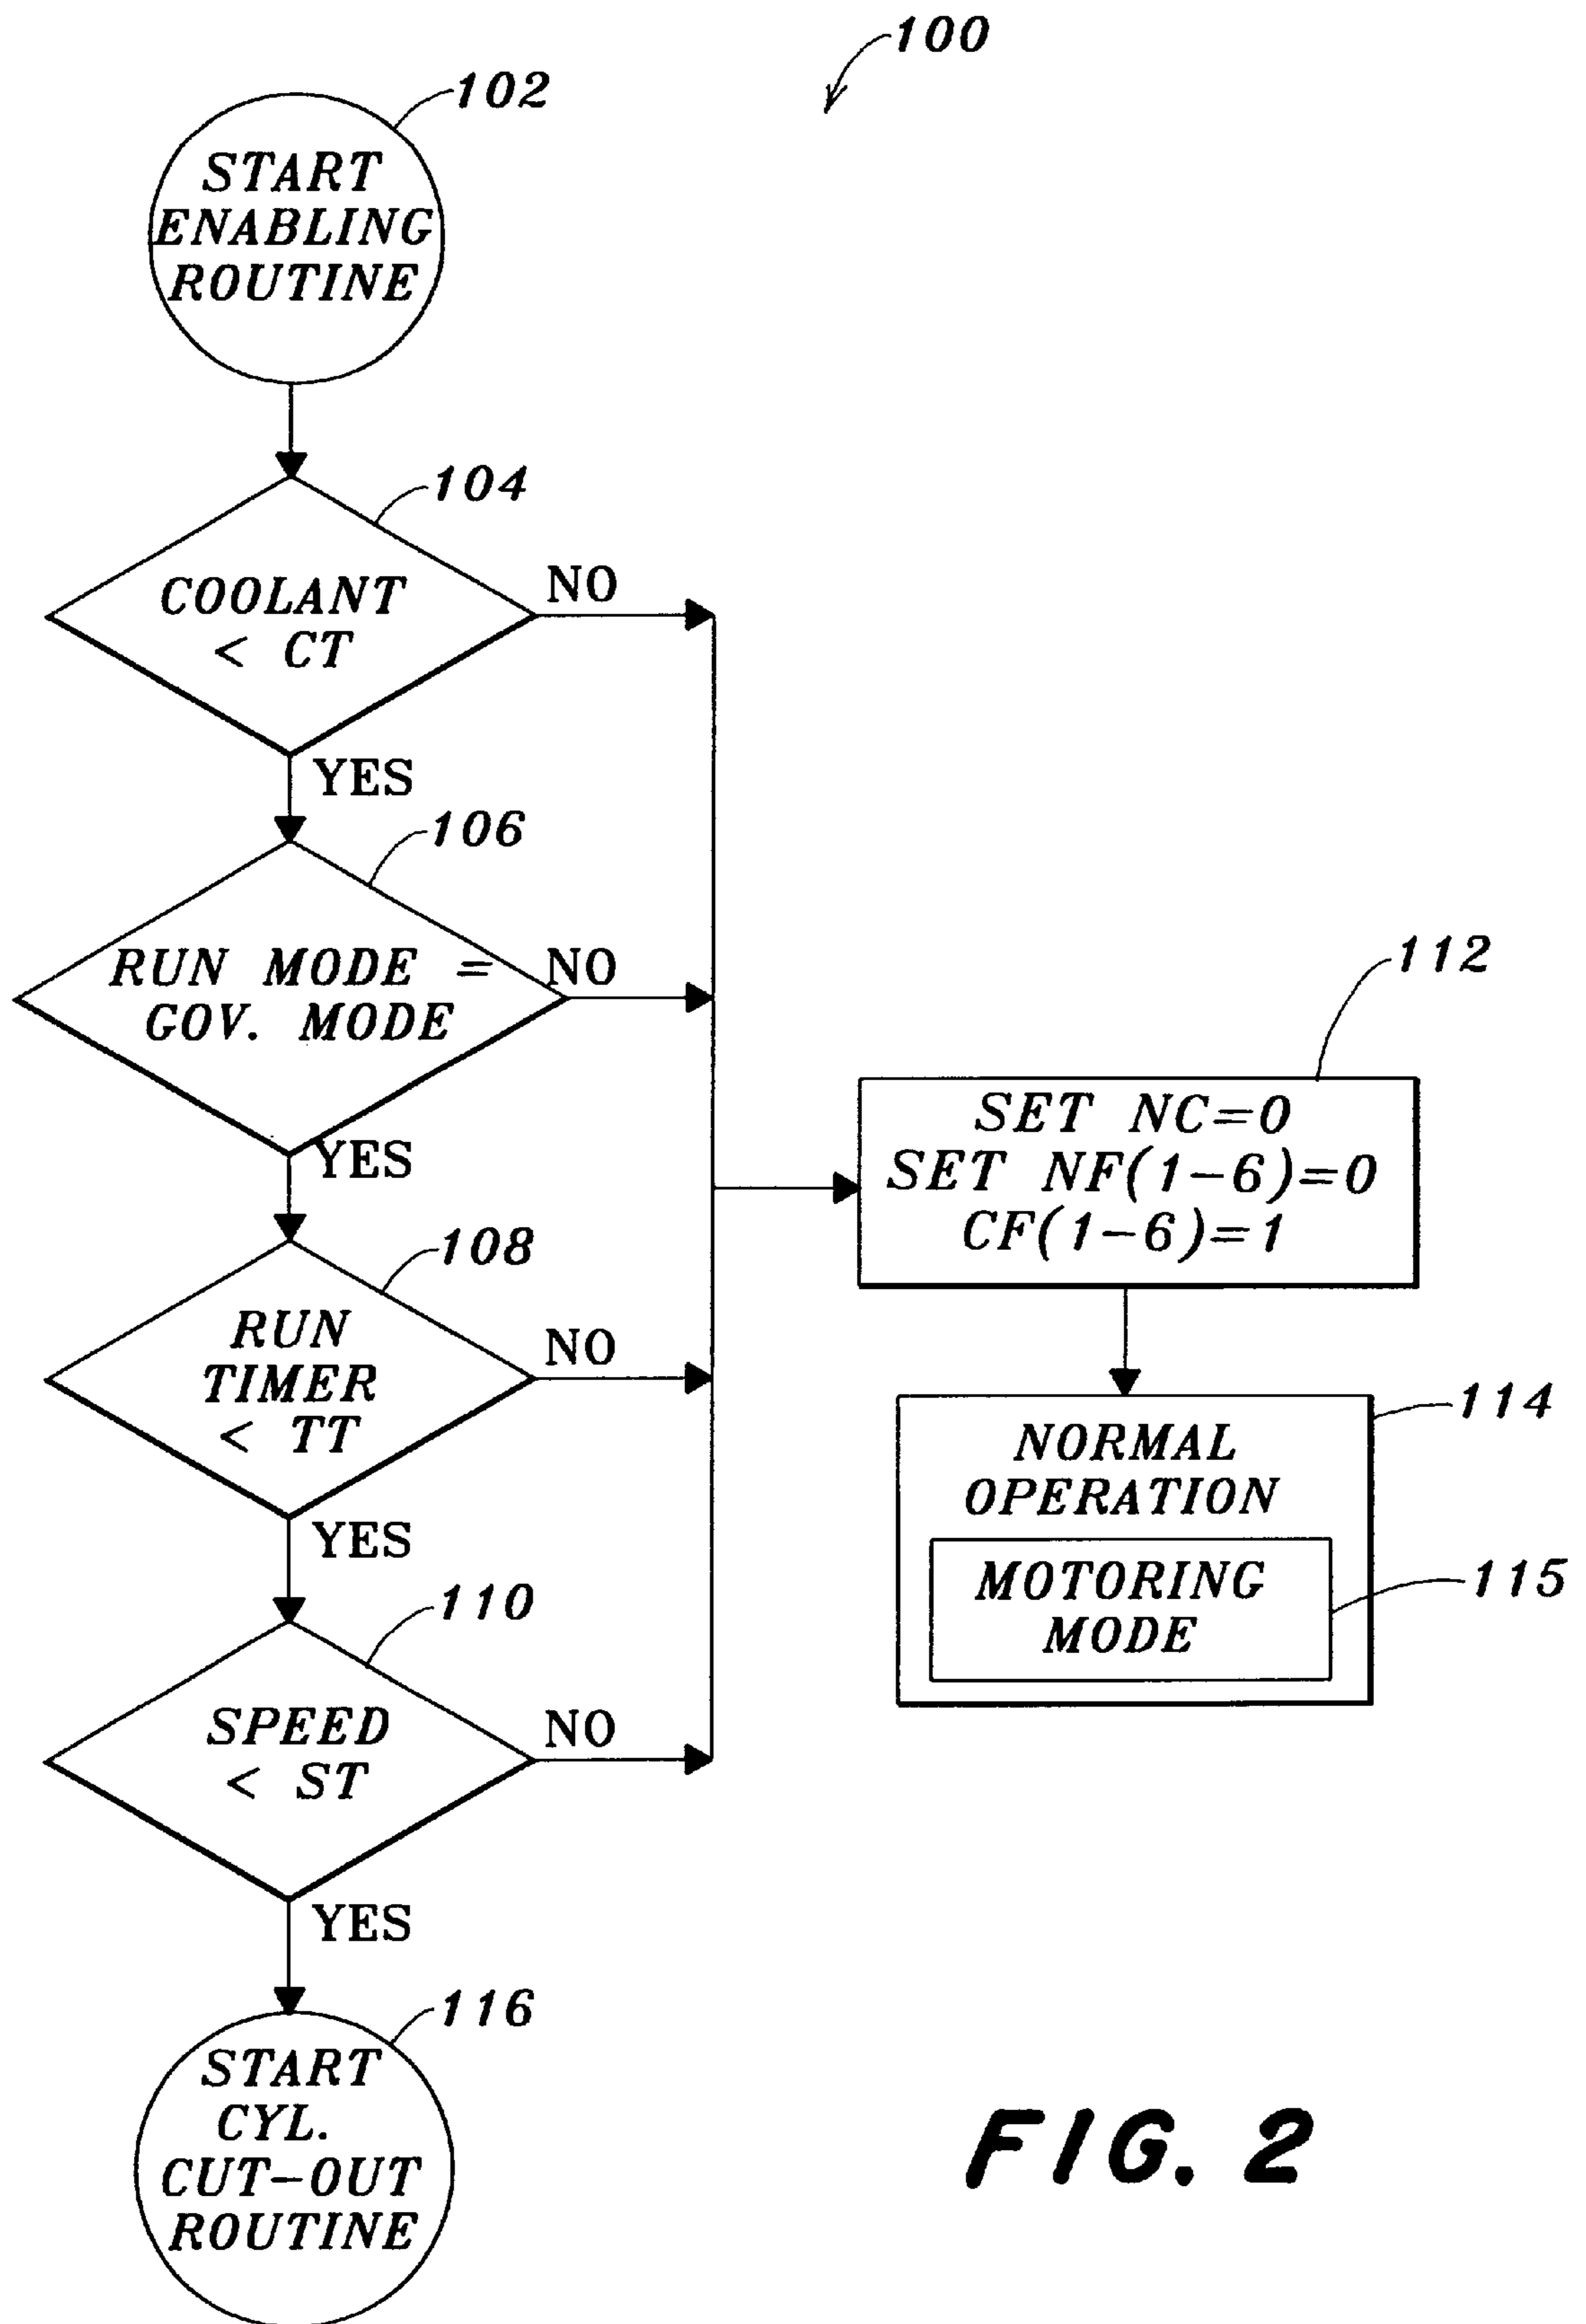 100
102
START
ENABLING
ROUTINE
104
COOLANT
< CT
NO
YES
106
RUN MODE =
GOV. MODE
NO
YES
108
RUN
TIMER
< TT
NO
YES
110
SPEED
< ST
NO
YES
116
START
CYL.
CUT-OUT
ROUTINE
112
SET NC=0
SET NF(1-6)=0
CF(1-6)=1
114
NORMAL
OPERATION
115
MOTORING
MODE
FIG. 2